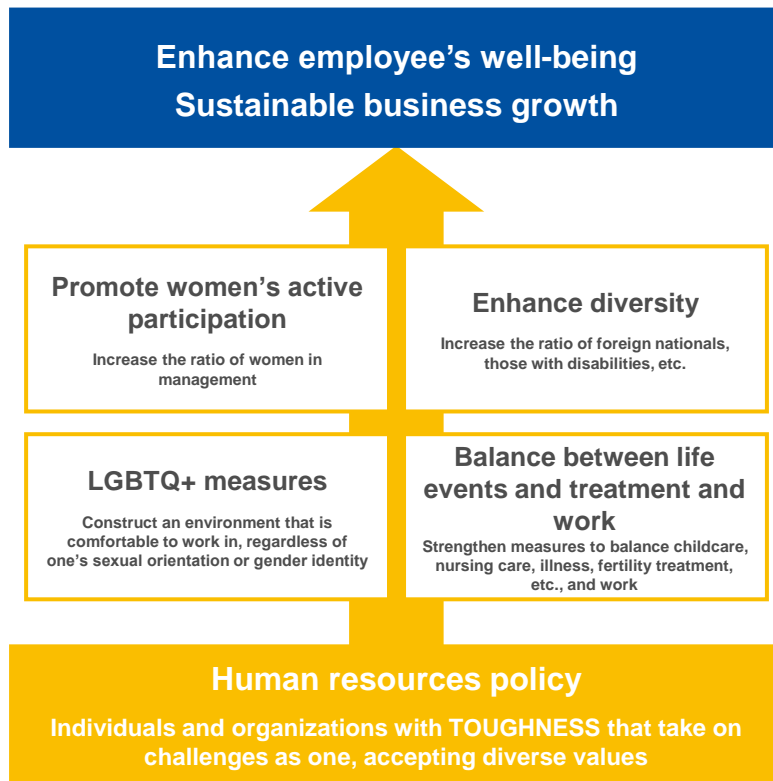 Enhance employee's well-being
Sustainable business growth
Promote women's active
participation
Increase the ratio of women in
management
Enhance diversity
Increase the ratio of foreign nationals,
those with disabilities, etc.
LGBTQ+ measures
Construct an environment that is
comfortable to work in, regardless of
one's sexual orientation or gender identity
Balance between life
events and treatment and
work
Strengthen measures to balance childcare,
nursing care, illness, fertility treatment,
etc., and work
Human resources policy
Individuals and organizations with TOUGHNESS that take on
challenges as one, accepting diverse values